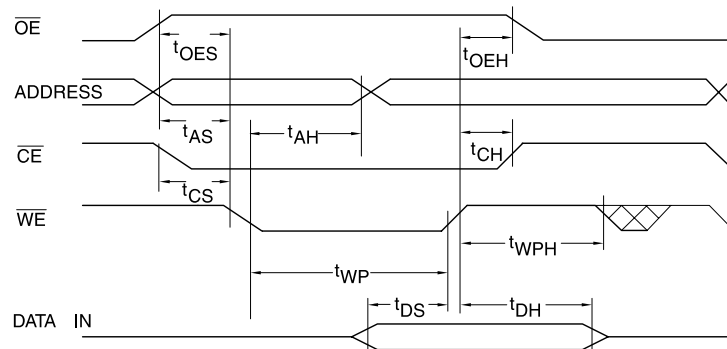 OE
tOES
tOEH
ADDRESS
tAS
tAH
CE
tCH
tCS
WE
tWPH
tWP
tDS
tDH
DATA IN